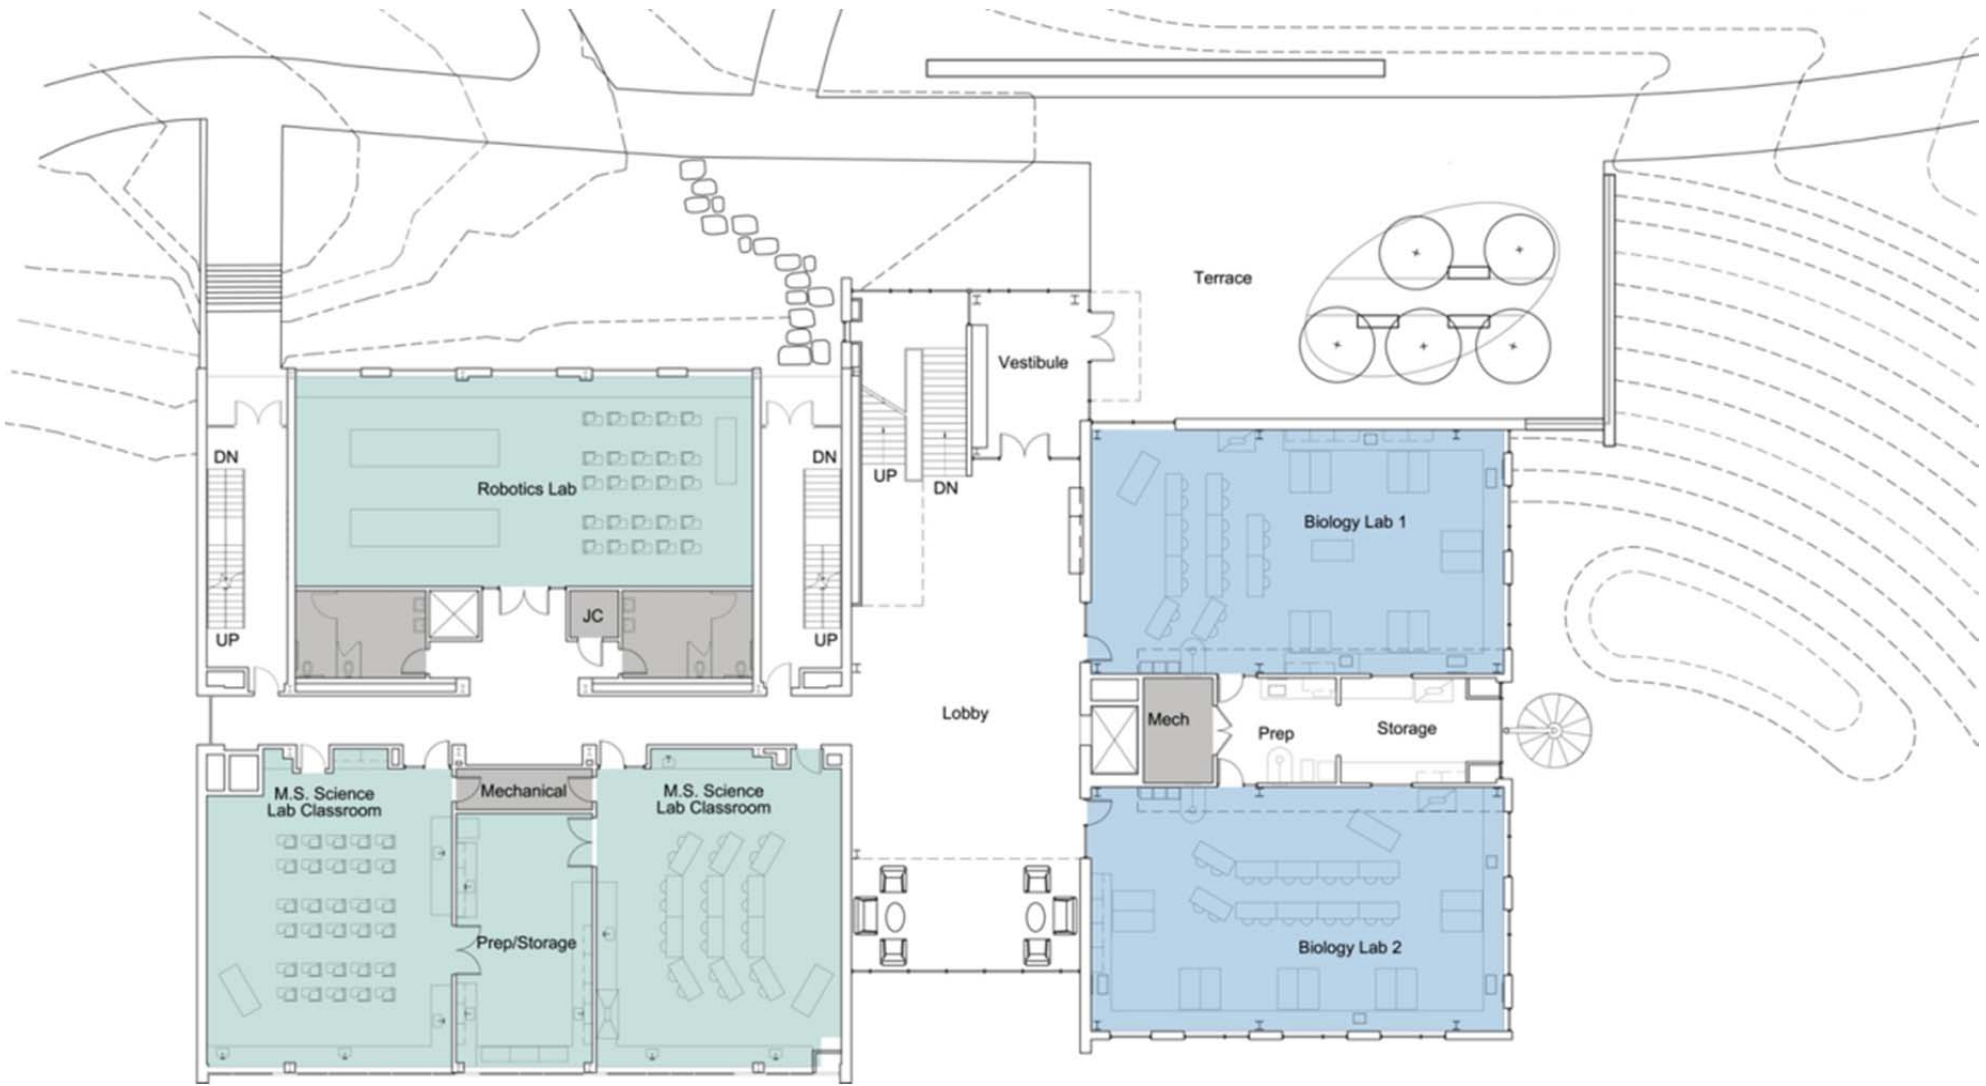 Terrace
Vestibule
DN
DN
UP
DN
Robotics Lab
Biology Lab 1
JC
UP
UP
Lobby
Mech
Prep
Storage
M.S. Science
Lab Classroom
Mechanical
M.S. Science
Lab Classroom
Prep/Storage
Biology Lab 2